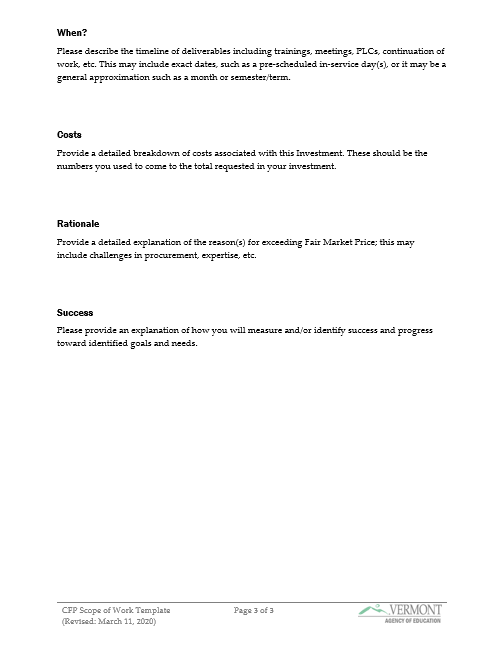 When?
Please describe the timeline of deliverables including trainings, meetings, PLCs, continuation of
work, etc. This may include exact dates, such as a pre-scheduled in-service day(s), or it may be a
general approximation such as a month or semester/term.
Costs
Provide a detailed breakdown of costs associated with this Investment. These should be the
numbers you used to come to the total requested in your investment.
Rationale
Provide a detailed explanation of the reason(s) for exceeding Fair Market Price; this may
include challenges in procurement, expertise, etc.
Success
Please provide an explanation of how you will measure and/or identify success and progress
toward identified goals and needs.
CFP Scope of Work Template
(Revised: March 11, 2020)
Page 3 of 3
VERMONT
AGENCY OF EDUCATION